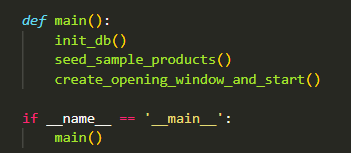 def main():
    init_db()
    seed_sample_products()
    create_opening_window_and_start()

if __name__ == '__main__':
    main()